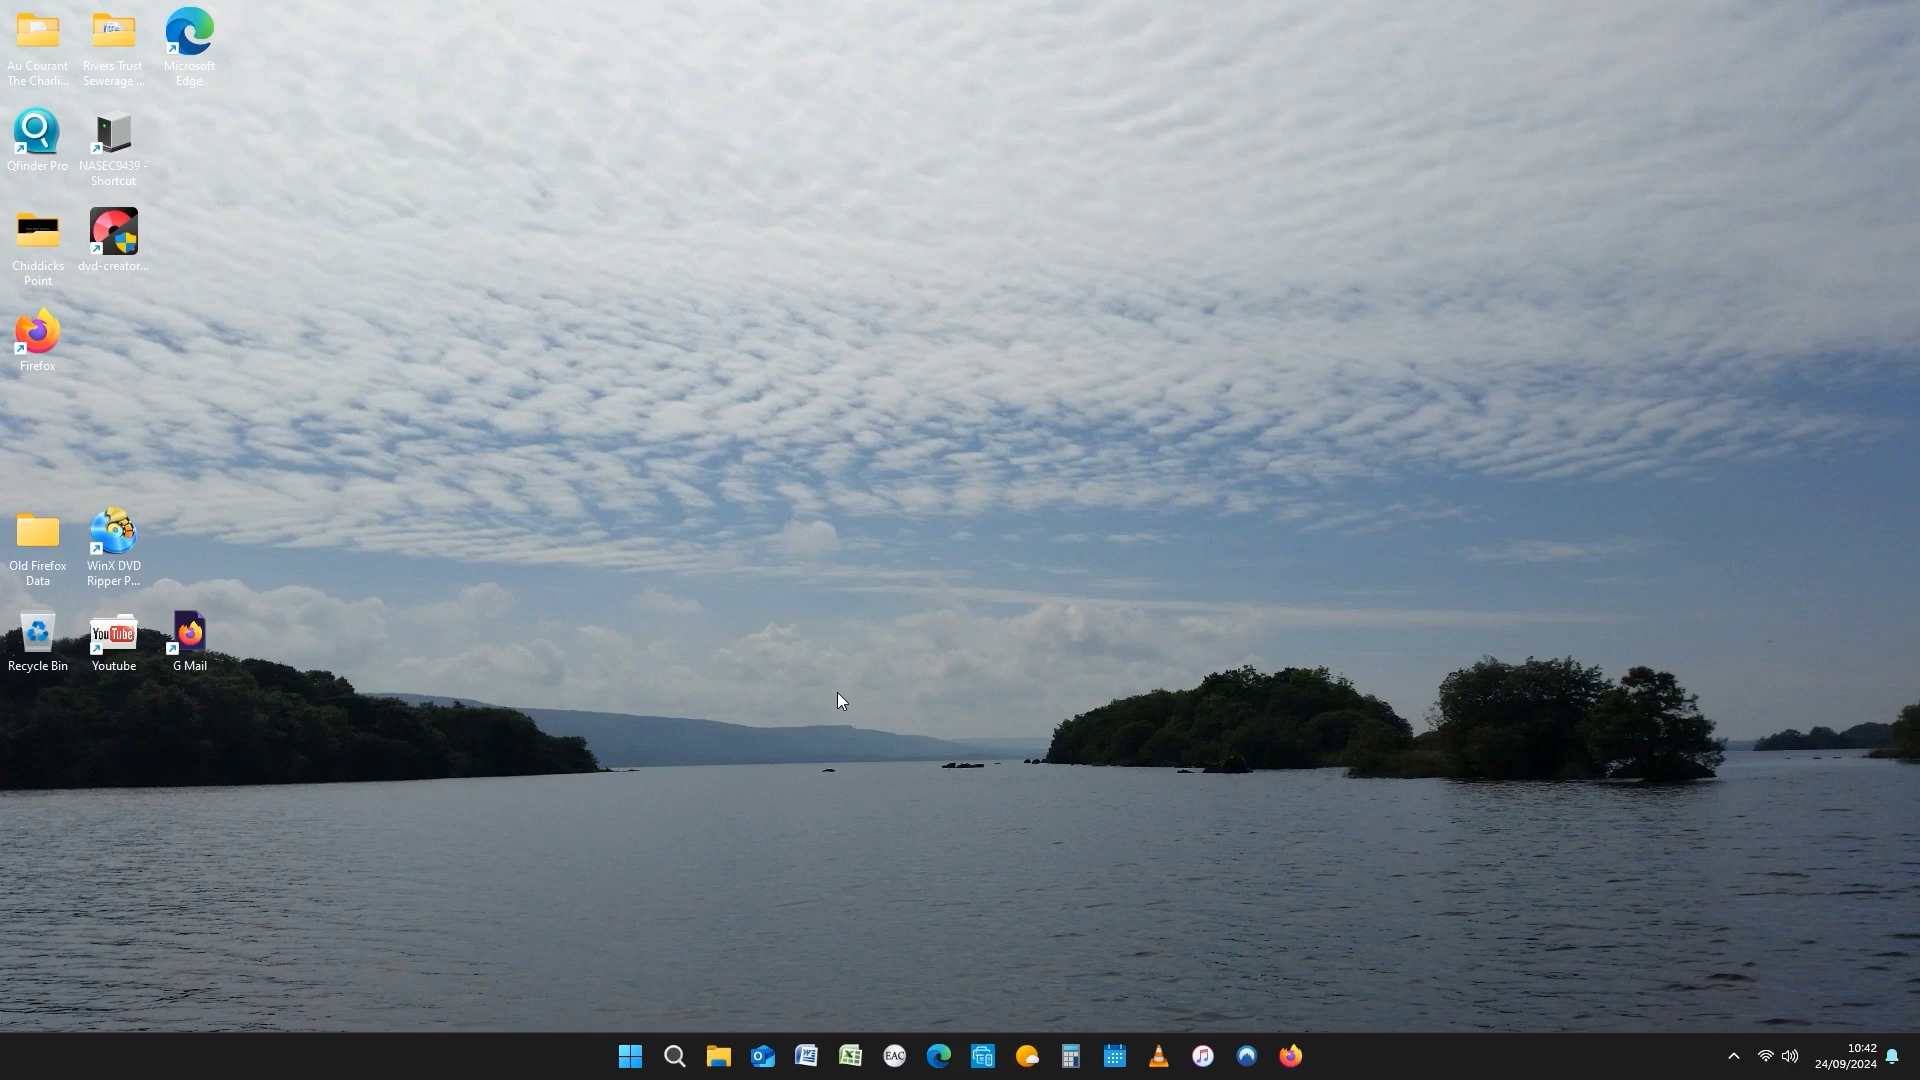 Au Courant
The Charli...
Rivers Trust
Sewerage ...
Microsoft
Edge
Qfinder Pro
NASEC9439 -
Shortcut
Chiddicks
Point
dvd-creator...
Firefox
Old Firefox
Data
WinX DVD
Ripper P...
You Tube
Recycle Bin
Youtube
G Mail
EAC
10:42
24/09/2024